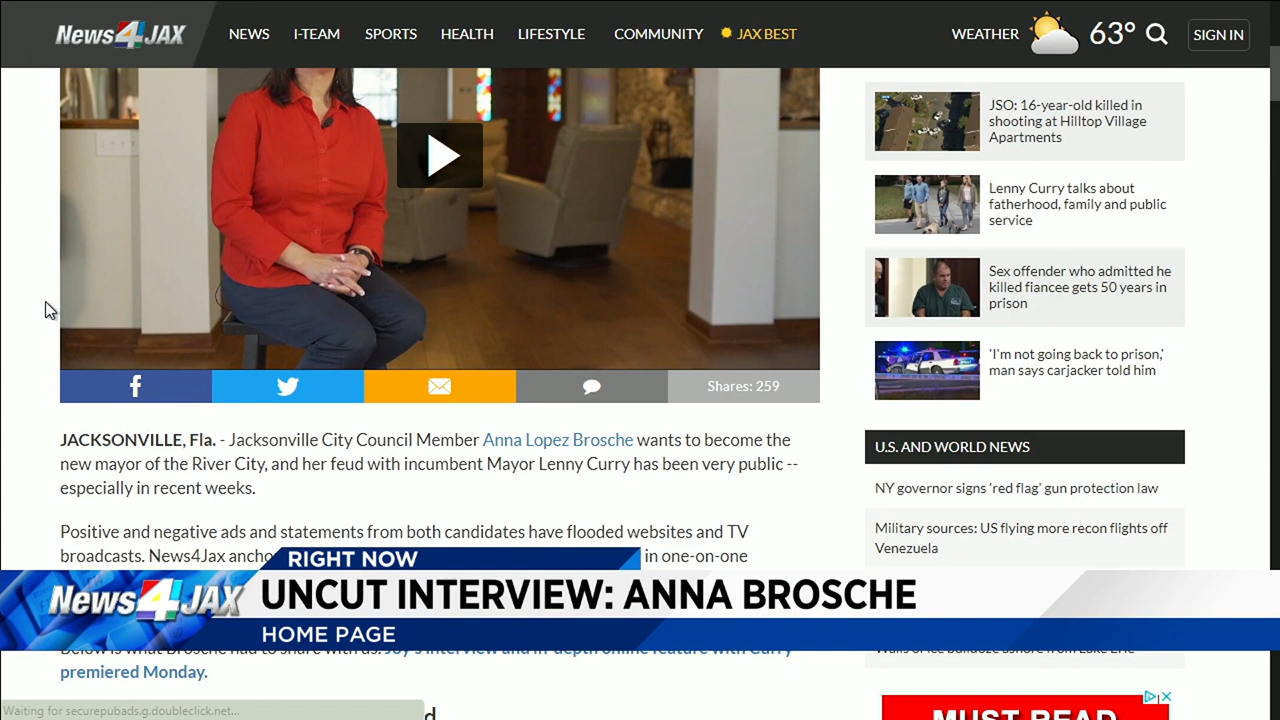 News4JAX
NEWS
I-TEAM
SPORTS
HEALTH
LIFESTYLE
COMMUNITY
JAX BEST
WEATHER
63°
SIGN IN
f
Shares: 259
JACKSONVILLE, Fla. - Jacksonville City Council Member Anna Lopez Brosche wants to become the
new mayor of the River City, and her feud with incumbent Mayor Lenny Curry has been very public --
especially in recent weeks.
Positive and negative ads and statements from both candidates have flooded websites and TV
broadcasts. News4Jax in one-on-one
premiered Monday.
JSO: 16-year-old killed in
shooting at Hilltop Village
Apartments
Lenny Curry talks about
fatherhood, family and public
service
Sex offender who admitted he
killed fiancee gets 50 years in
prison
'I'm not going back to prison,'
man says carjacker told him
U.S. AND WORLD NEWS
NY governor signs 'red flag' gun protection law
Military sources: US flying more recon flights off
Venezuela
MUST READ
RIGHT NOW
News4JAX
UNCUT INTERVIEW: ANNA BROSCHE
HOME PAGE
Waiting for securepubads.g.doubleclick.net...